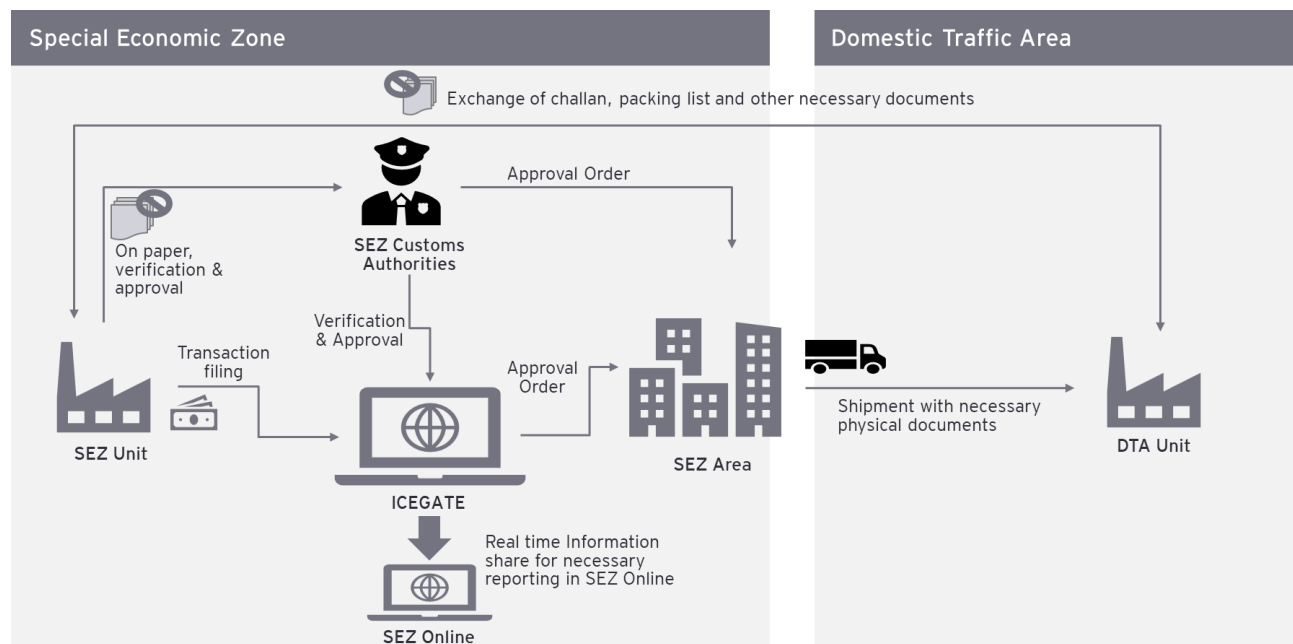 Special Economic Zone
Domestic Traffic Area
Exchange of challan, packing list and other necessary documents
Approval Order
On paper,
verification &
approval
SEZ Customs
Authorities
Verification
& Approval
Transaction
filing
Approval
Order
Shipment with necessary
physical documents
SEZ Unit
SEZ Area
DTA Unit
ICEGATE
Real time Information
share for necessary
reporting in SEZ Online
SEZ Online